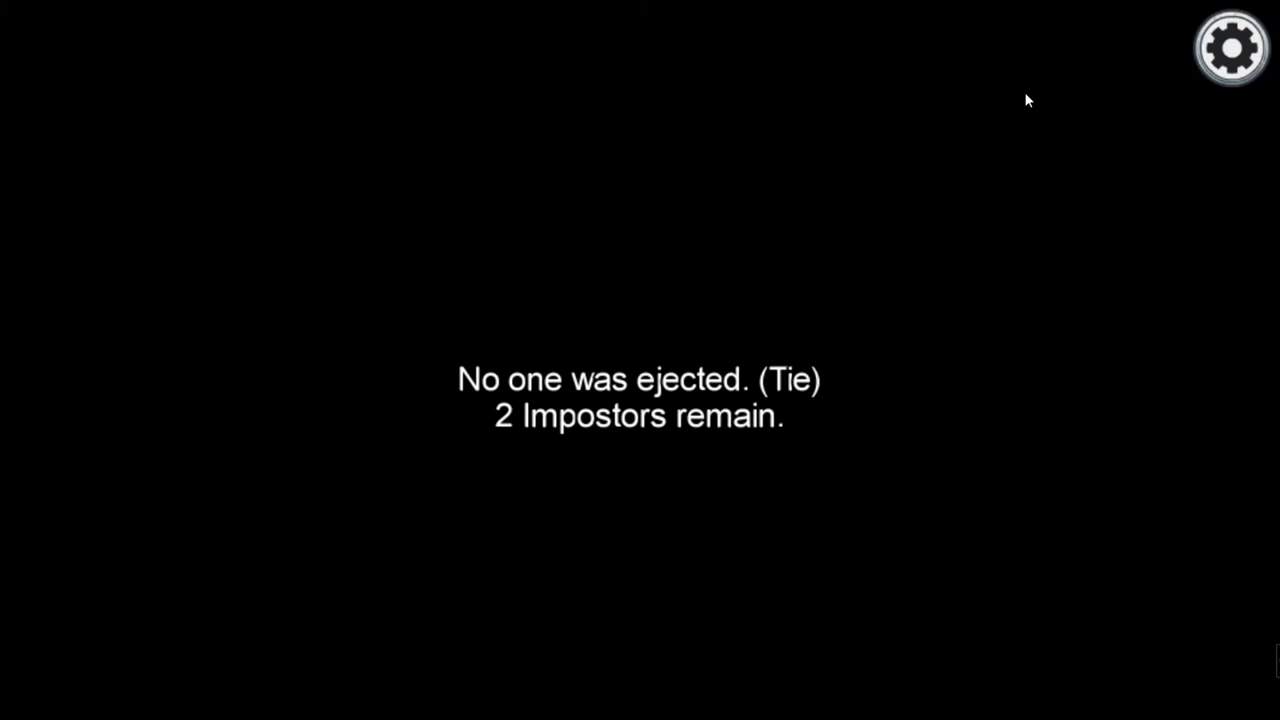 No one was ejected. (Tie)
2 Impostors remain.